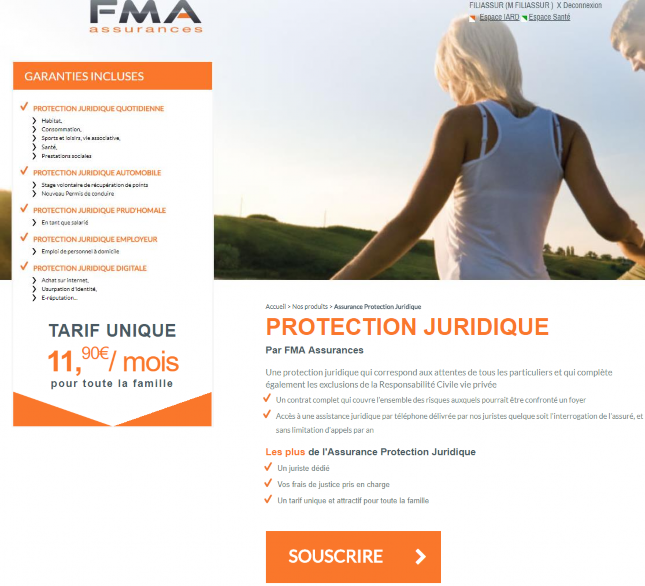 FMA
assurances
FILIASSUR (M FILIASSUR ) X Deconnexion
Espace IARD Espace Santé
GARANTIES INCLUSES
PROTECTION JURIDIQUE QUOTIDIENNE
Habitat,
Consommation,
Sports et loisirs, vie associative,
Santé,
Prestations sociales
PROTECTION JURIDIQUE AUTOMOBILE
Stage volontaire de récupération de points
Nouveau Permis de conduire
PROTECTION JURIDIQUE PRUD'HOMALE
En tant que salarié
PROTECTION JURIDIQUE EMPLOYEUR
Emploi de personnel à domicile
PROTECTION JURIDIQUE DIGITALE
Achat sur internet,
Usurpation d'identité,
E-réputation...
TARIF UNIQUE
11,90€/ mois
pour toute la famille
Accueil > Nos produits > Assurance Protection Juridique
PROTECTION JURIDIQUE
Par FMA Assurances
Une protection juridique qui correspond aux attentes de tous les particuliers et qui complète
également les exclusions de la Responsabilité Civile vie privée
Un contrat complet qui couvre l'ensemble des risques auxquels pourrait être confronté un foyer
Accès à une assistance juridique par téléphone délivrée par nos juristes quelque soit l'interrogation de l'assuré, et
sans limitation d'appels par an
Les plus de l'Assurance Protection Juridique
Un juriste dédié
Vos frais de justice pris en charge
Un tarif unique et attractif pour toute la famille
SOUSCRIRE